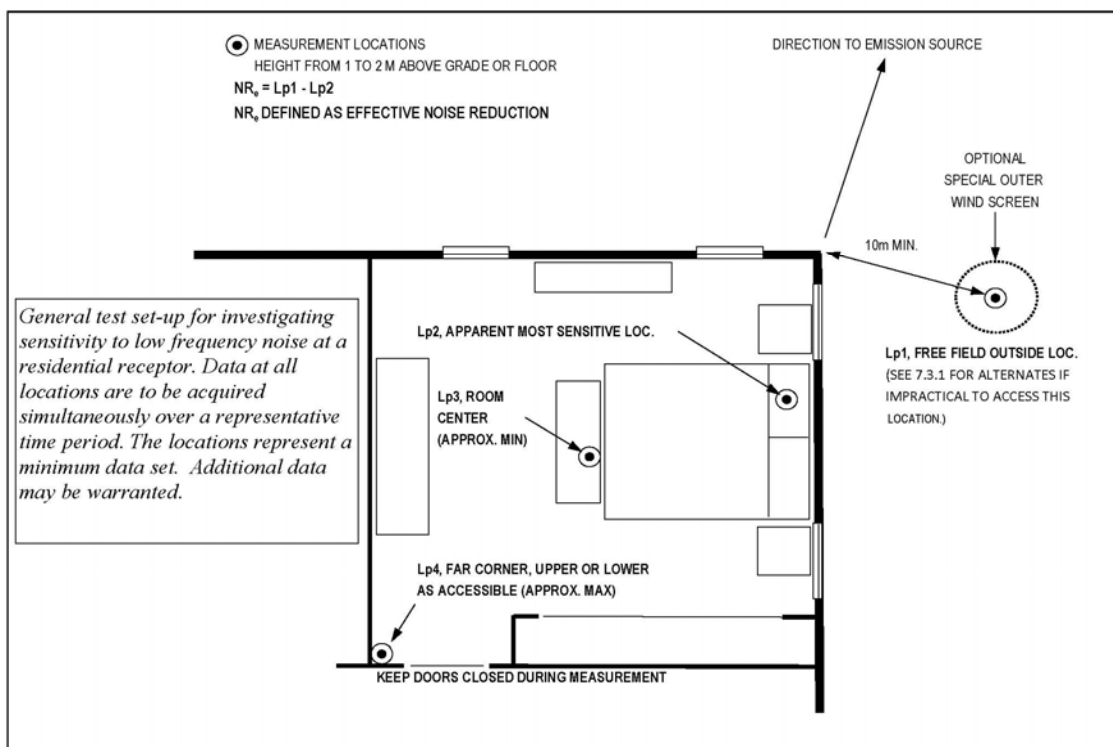 MEASUREMENT LOCATIONS
HEIGHT FROM 1 TO 2 M ABOVE GRADE OR FLOOR
NRe = Lp1 - Lp2
NRe DEFINED AS EFFECTIVE NOISE REDUCTION
DIRECTION TO EMISSION SOURCE
OPTIONAL
SPECIAL OUTER
WIND SCREEN
10m MIN.
General test set-up for investigating
sensitivity to low frequency noise at a
residential receptor. Data at all
locations are to be acquired
simultaneously over a representative
time period. The locations represent a
minimum data set. Additional data
may be warranted.
Lp2, APPARENT MOST SENSITIVE LOC.
Lp1, FREE FIELD OUTSIDE LOC.
(SEE 7.3.1 FOR ALTERNATES IF
IMPRACTICAL TO ACCESS THIS
LOCATION.)
Lp3, ROOM
CENTER
(APPROX. MIN)
Lp4, FAR CORNER, UPPER OR LOWER
AS ACCESSIBLE (APPROX. MAX)
KEEP DOORS CLOSED DURING MEASUREMENT